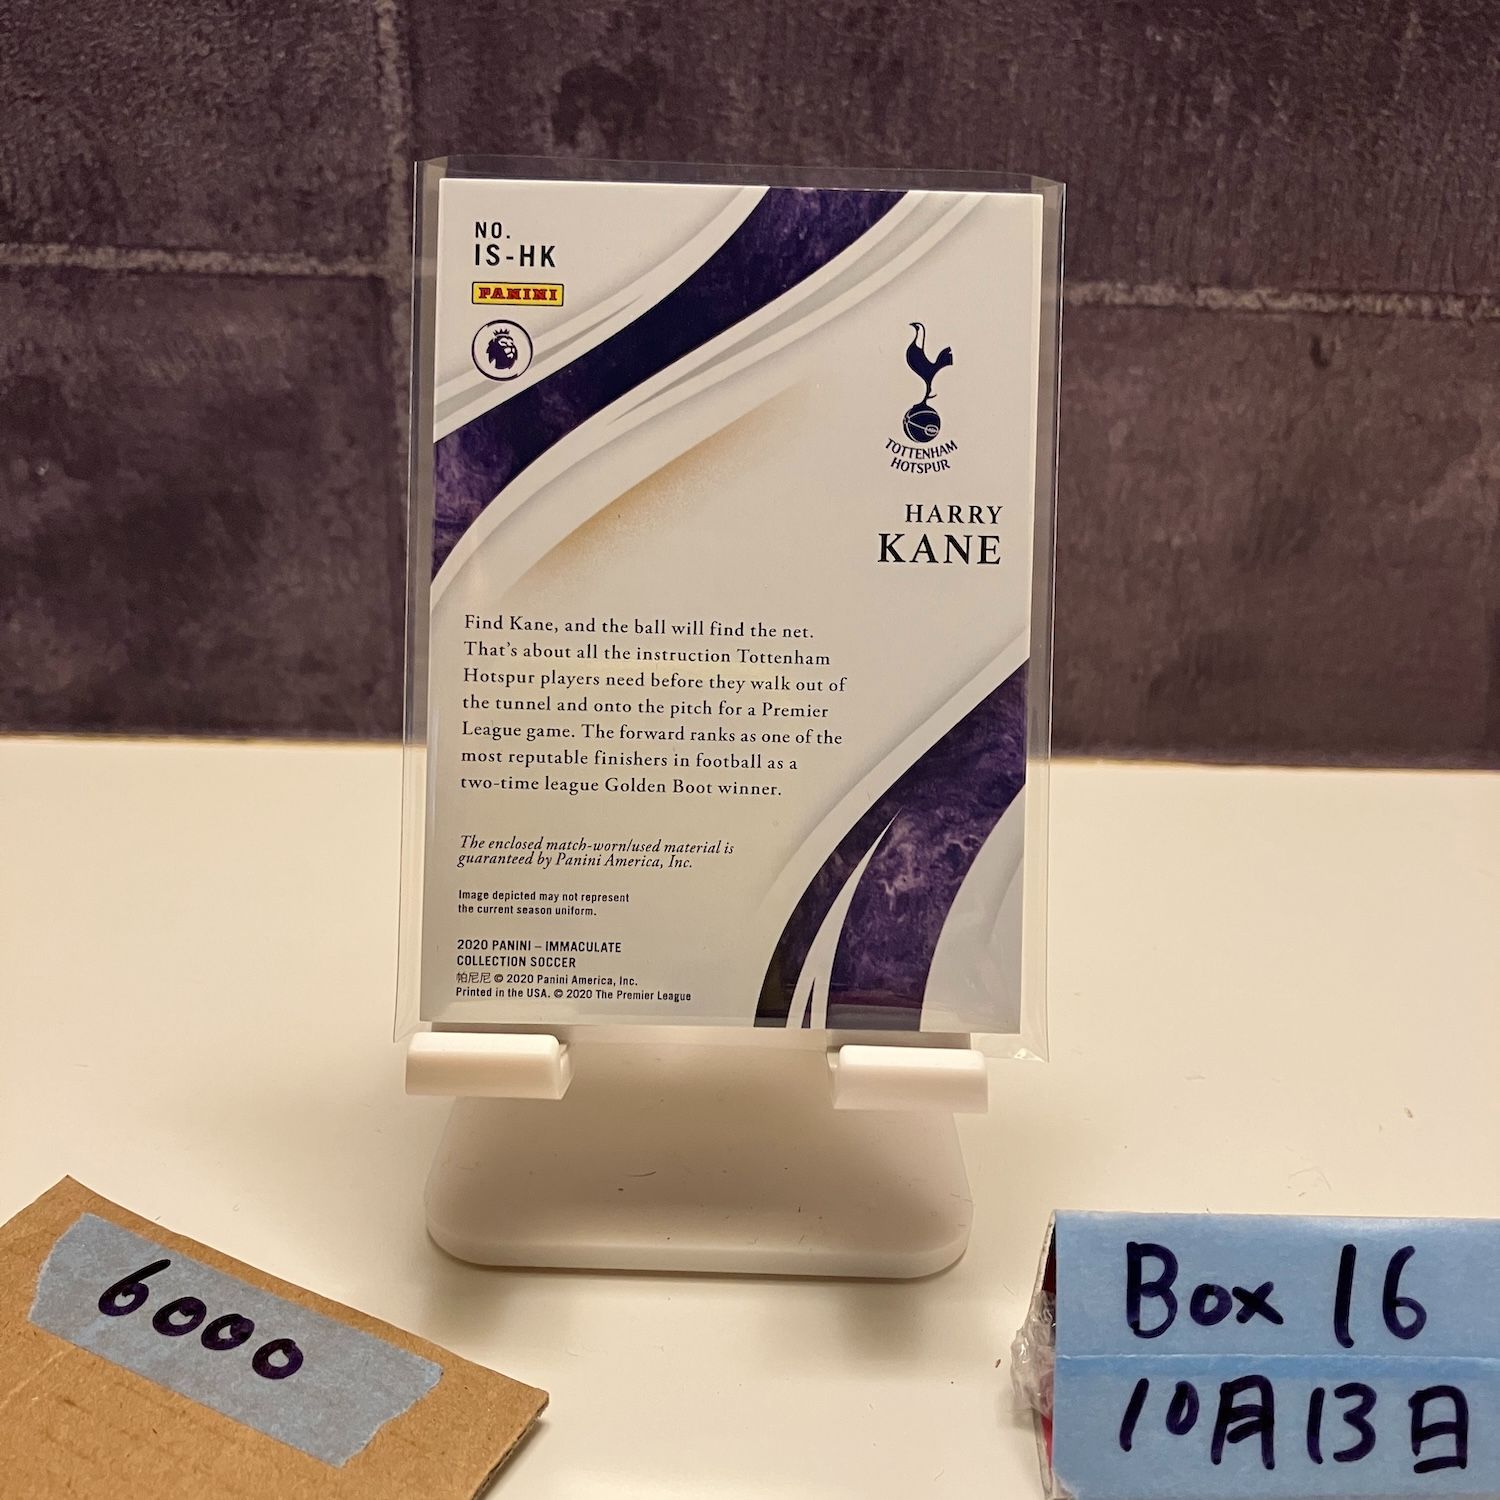 NO.
IS-HK
PANINI
TOTTENHAM
HOTSPUR
HARRY
KANE
Find Kane, and the ball will find the net.
That's about all the instruction Tottenham
Hotspur players need before they walk out of
the tunnel and onto the pitch for a Premier
League game. The forward ranks as one of the
most reputable finishers in football as a
two-time league Golden Boot winner.
The enclosed match-worn/used material is
guaranteed by Panini America, Inc.
Image depicted may not represent
the current season uniform.
2020 PANINI – IMMACULATE
COLLECTION SOCCER
帕尼尼 © 2020 Panini America, Inc.
Printed in the USA. © 2020 The Premier League
6000
Box 16
10月13日